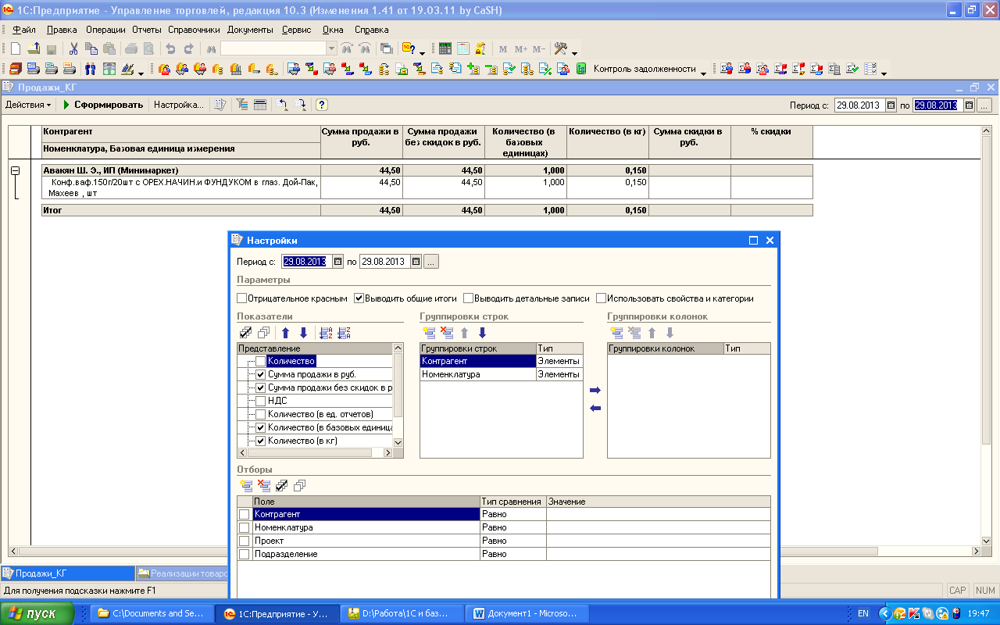 1С:Предприятие - Управление торговлей, редакция 10.3 (Изменения 1.41 от 19.03.11 by CaSH)
Файл Правка Операции Отчеты Справочники Документы Сервис Окна Справка
M M+ M-
Контроль задолженности
Продажи_КГ
Действия Сформировать Настройка... Период с: 29.08.2013 по 29.08.2013 ...
Контрагент Сумма продажи в руб. Сумма продажи без скидок в руб. Количество (в базовых единицах) Количество (в кг) Сумма скидки в руб. % скидки
Номенклатура, Базовая единица измерения
Авакян Ш. Э., ИП (Минимаркет) 44,50 44,50 1,000 0,150
Конф.ваф.150г/20шт с ОРЕХ.НАЧИН.и ФУНДУКОМ в глаз. Дой-Пак, 44,50 44,50 1,000 0,150
Махеев , шт
Итог 44,50 44,50 1,000 0,150
Настройки
Период с: 29.08.2013 по 29.08.2013 ...
Параметры
Отрицательное красным Выводить общие итоги Выводить детальные записи Использовать свойства и категории
Показатели Группировки строк Группировки колонок
Представление Группировки строк Тип Группировки колонок Тип
Количество Контрагент Элементы
Сумма продажи в руб. Номенклатура Элементы
Сумма продажи без скидок в р
НДС
Количество (в ед. отчетов)
Количество (в базовых единица
Количество (в кг)
Отборы
Поле Тип сравнения Значение
Контрагент Равно
Номенклатура Равно
Проект Равно
Подразделение Равно
Продажи_КГ Реализации товаро
Для получения подсказки нажмите F1 CAP NUM
пуск C:\Documents and Se... 1С:Предприятие - У... D:\Работа\1С и баз... Документ1 - Microso... EN 19:47